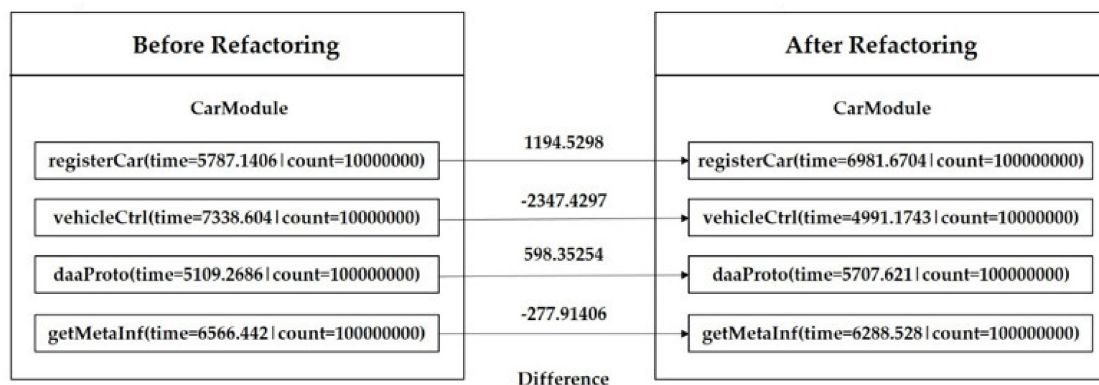 Before Refactoring
After Refactoring
CarModule
CarModule
registerCar(time=5787.1406|count=10000000)
1194.5298
registerCar(time=6981.6704|count=100000000)
vehicleCtrl(time=7338.604|count=10000000)
-2347.4297
vehicleCtrl(time=4991.1743|count=10000000)
daaProto(time=5109.2686|count=100000000)
598.35254
daaProto(time=5707.621|count=100000000)
getMetaInf(time=6566.442|count=100000000)
-277.91406
getMetaInf(time=6288.528|count=100000000)
Difference